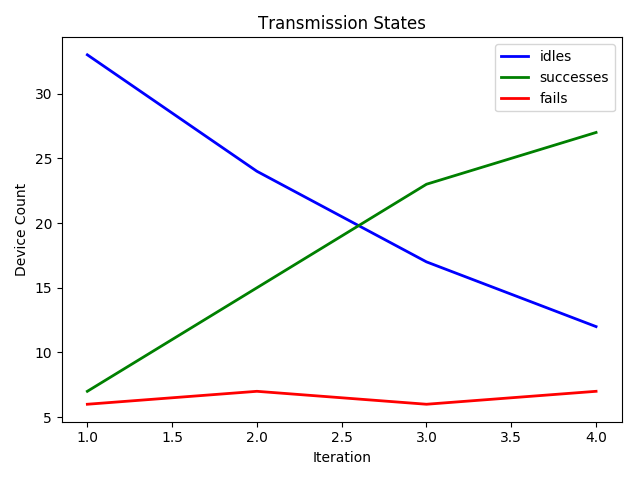 Transmission States
idles
successes
fails
Device Count
30
25
20
15
10
5
1.0 1.5 2.0 2.5 3.0 3.5 4.0
Iteration